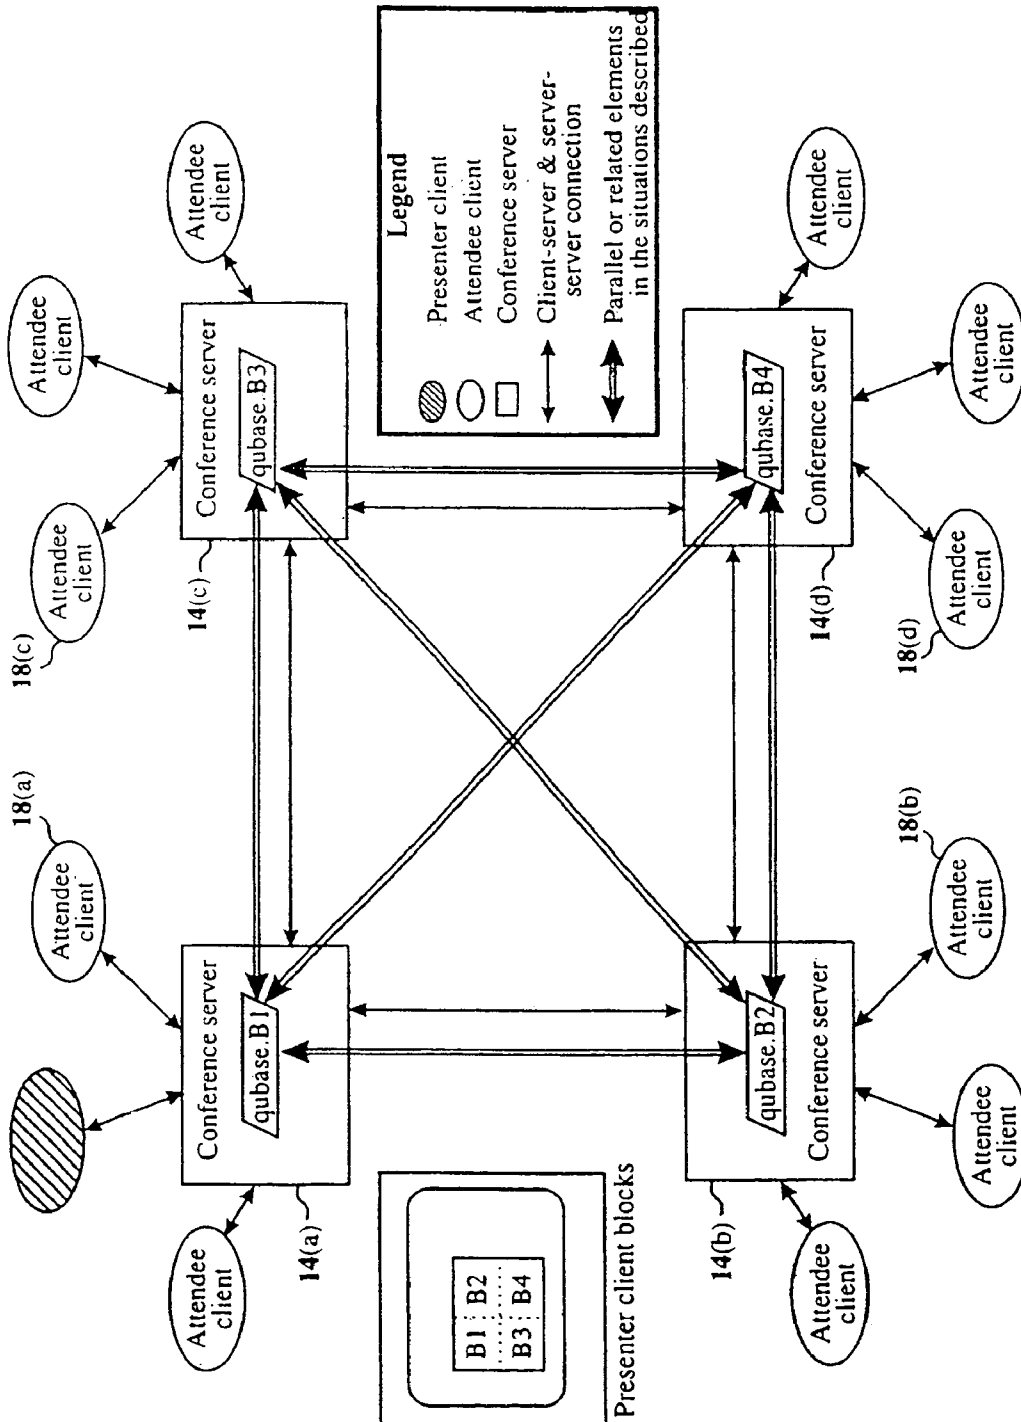 18(a)
18(c)
Attendee
client
Attendee
client
Attendee
client
Attendee
client
Conference server
qubase.B1
14(a)
Conference server
qubase.B3
14(c)
Attendee
client
B1 B2
B3 B4
Presenter client blocks
Legend
Presenter client
Attendee client
Conference server
Client-server & server-
server connection
Parallel or related elements
in the situations described
Attendee
client
14(b)
qubase.B2
Conference server
14(d)
qubase.B4
Conference server
Attendee
client
18(b)
18(d)
Attendee
client
Attendee
client
Attendee
client
Attendee
client